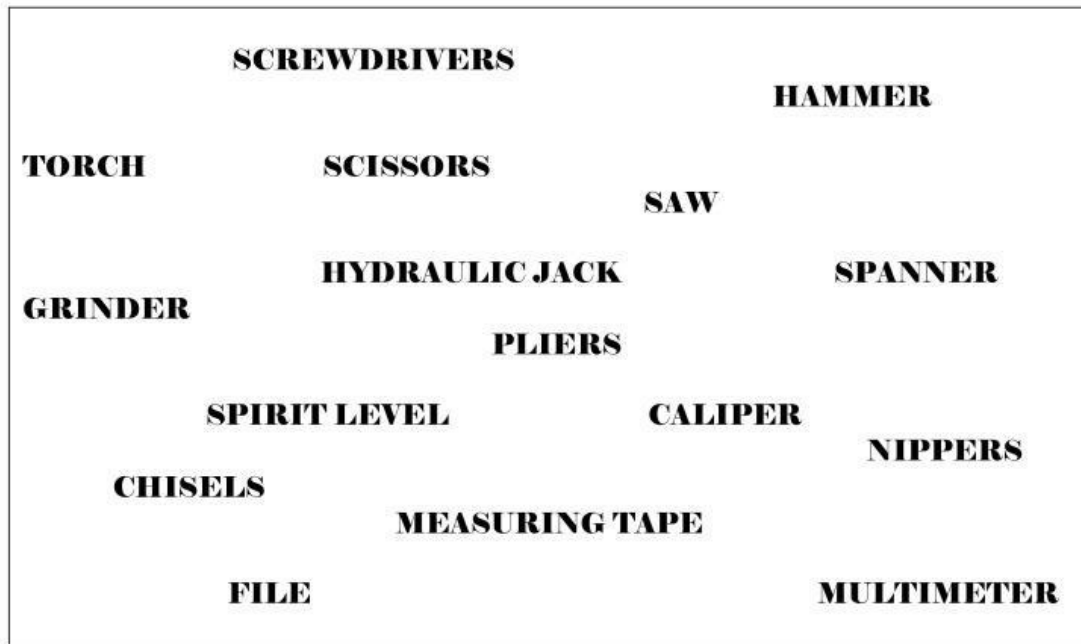 SCREWDRIVERS
HAMMER
TORCH SCISSORS
SAW
HYDRAULIC JACK SPANNER
GRINDER
PLIERS
SPIRIT LEVEL CALIPER
NIPPERS
CHISELS
MEASURING TAPE
FILE MULTIMETER